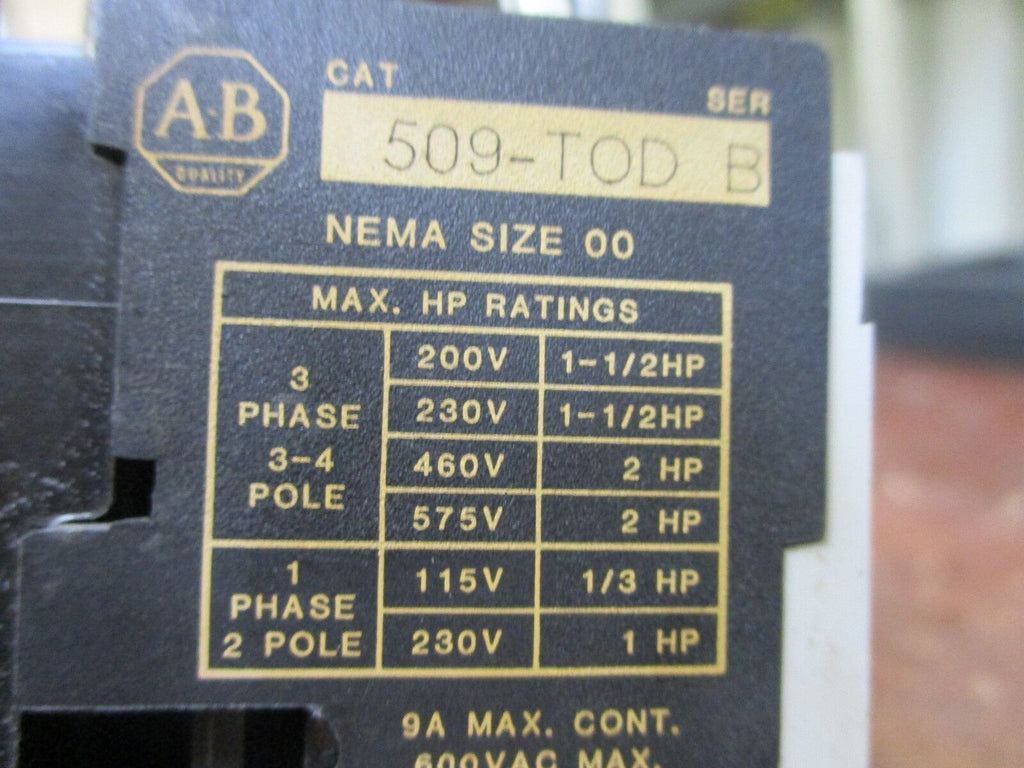 A·B
QUALITY
CAT
SER
509-TOD B
NEMA SIZE 00
MAX. HP RATINGS
3 PHASE 3-4 POLE
200V 1-1/2HP
230V 1-1/2HP
460V 2 HP
575V 2 HP
1 PHASE 2 POLE
115V 1/3 HP
230V 1 HP
9A MAX. CONT.
600VAC MAX.